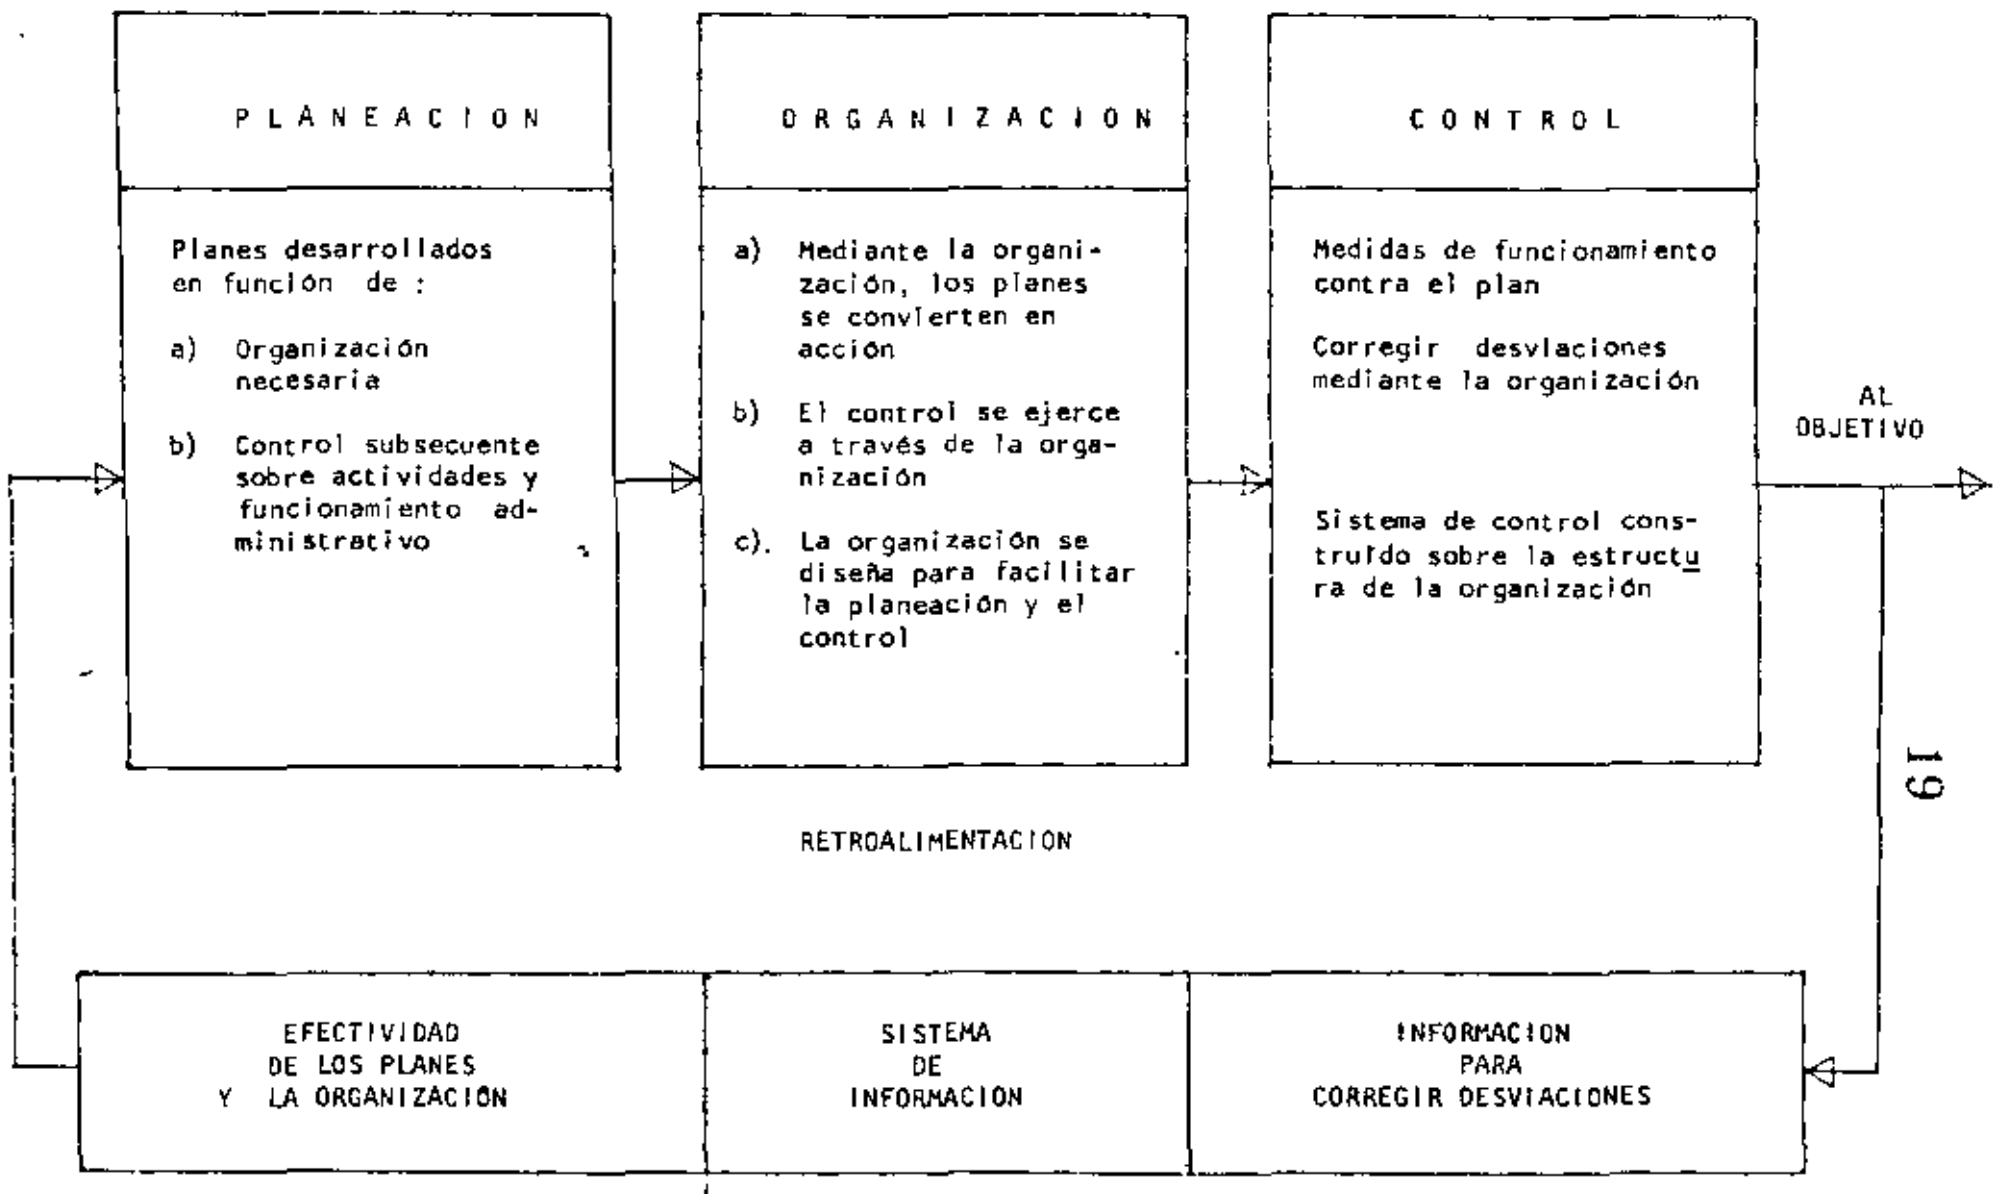 P L A N E A C I O N
Planes desarrollados
en función de :
a) Organización
necesaria
b) Control subsecuente
sobre actividades y
funcionamiento ad-
ministrativo
O R G A N I Z A C I O N
a) Mediante la organi-
zación, los planes
se convierten en
acción
b) El control se ejerce
a través de la orga-
nización
c). La organización se
diseña para facilitar
la planeación y el
control
C O N T R O L
Medidas de funcionamiento
contra el plan
Corregir desviaciones
mediante la organización
Sistema de control cons-
truído sobre la estructu
ra de la organización
AL
OBJETIVO
19
RETROALIMENTACION
EFECTIVIDAD
DE LOS PLANES
Y LA ORGANIZACIÓN
SISTEMA
DE
INFORMACION
INFORMACION
PARA
CORREGIR DESVIACIONES